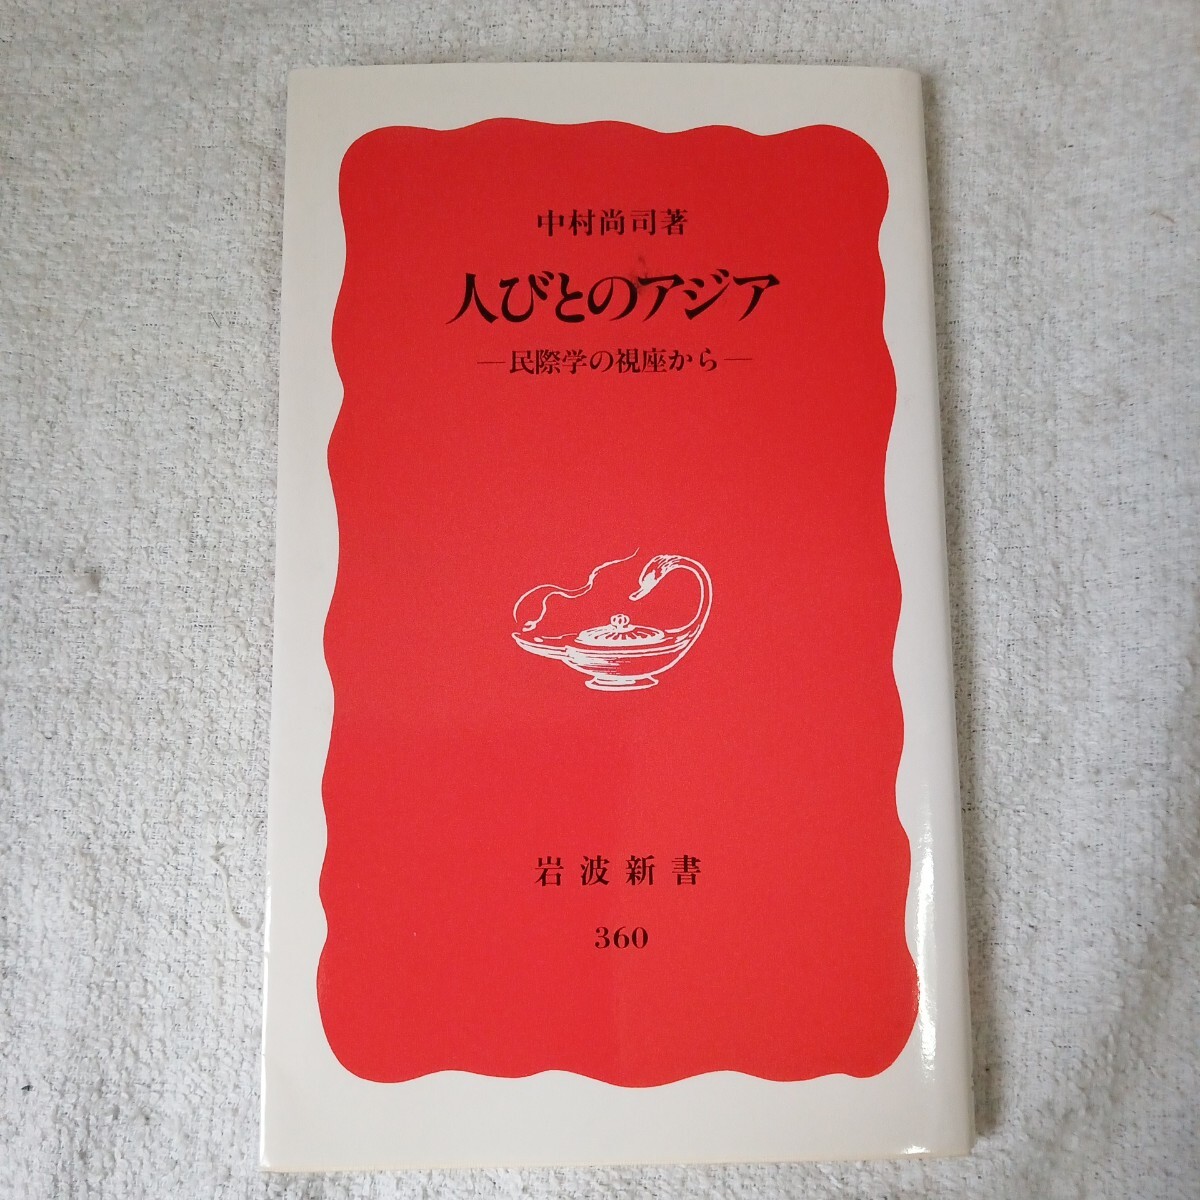 中村尚司著
人びとのアジア
―民際学の視座から―
岩波新書
360